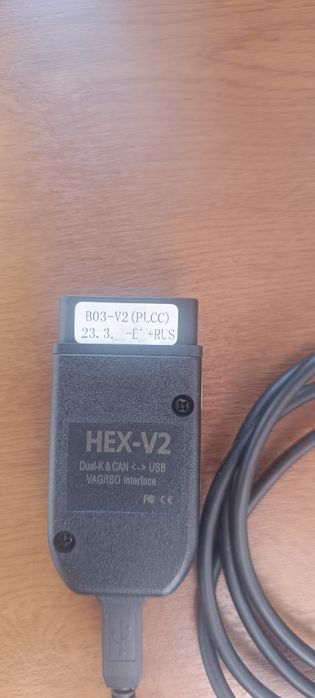 B03-V2(PLCC)
23.3. +RUS
HEX-V2
Dual-K & CAN <-> USB
VAG/ISO Interface
FC CE